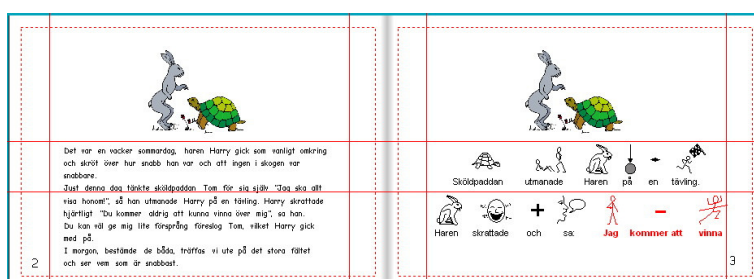 Det var en vacker sommardag, haren Harry gick som vanligt omkring
och skröt över hur snabb han var och att ingen i skogen var
snabbare.
Just denna dag tänkte sköldpaddan Tom för sig själv "Jag ska allt
visa honom!", så han utmanade Harry på en tävling. Harry skrattade
hjärtligt "Du kommer aldrig att kunna vinna över mig", sa han.
Du kan väl ge mig lite försprång föreslog Tom, vilket Harry gick
med på.
I morgon, bestämde de båda, träffas vi ute på det stora fältet
och ser vem som är snabbast.
2
Sköldpaddan utmanade Haren på en tävling.
Haren skrattade och sa: Jag kommer att vinna
3